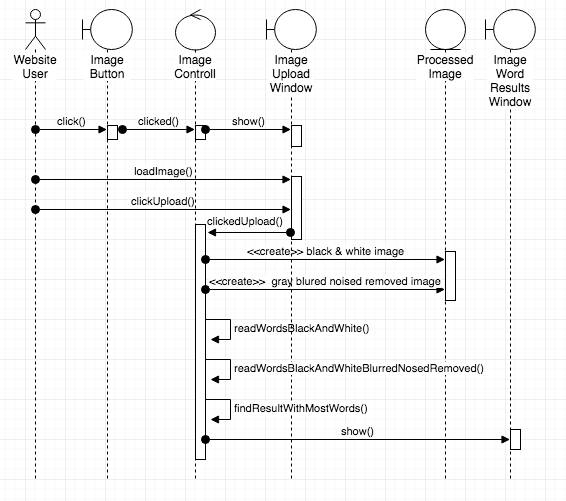 Website
User
Image
Button
Image
Controll
Image
Upload
Window
Processed
Image
Image
Word
Results
Window
click()
clicked()
show()
loadImage()
clickUpload()
clickedUpload()
<<create>> black & white image
<<create>> gray blured noised removed image
readWordsBlackAndWhite()
readWordsBlackAndWhiteBlurredNosedRemoved()
findResultWithMostWords()
show()